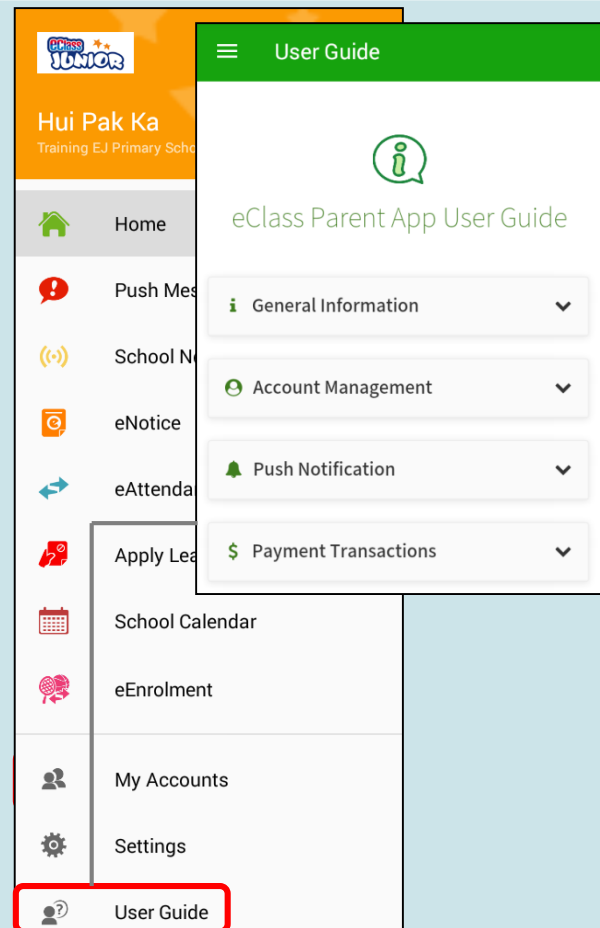 eClass
JUNIOR
Hui Pak Ka
Training EJ Primary Scho
Home
Push Mes
School Ne
eNotice
eAttendan
Apply Lea
School Calendar
eEnrolment
My Accounts
Settings
User Guide
User Guide
eClass Parent App User Guide
General Information
Account Management
Push Notification
$ Payment Transactions